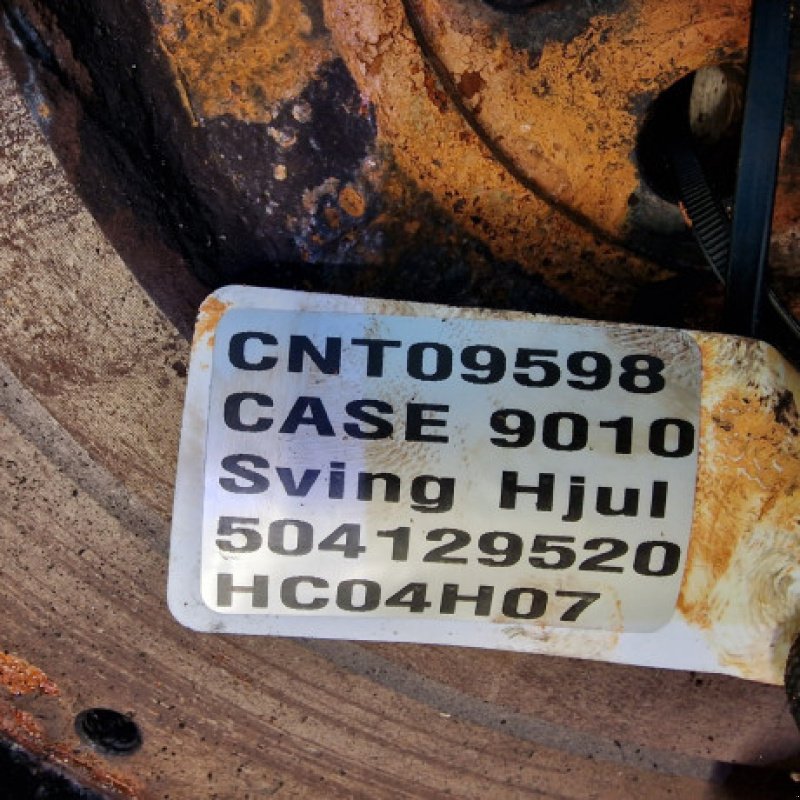 CNT09598
CASE 9010
Sving Hjul
504129520
HC04H07